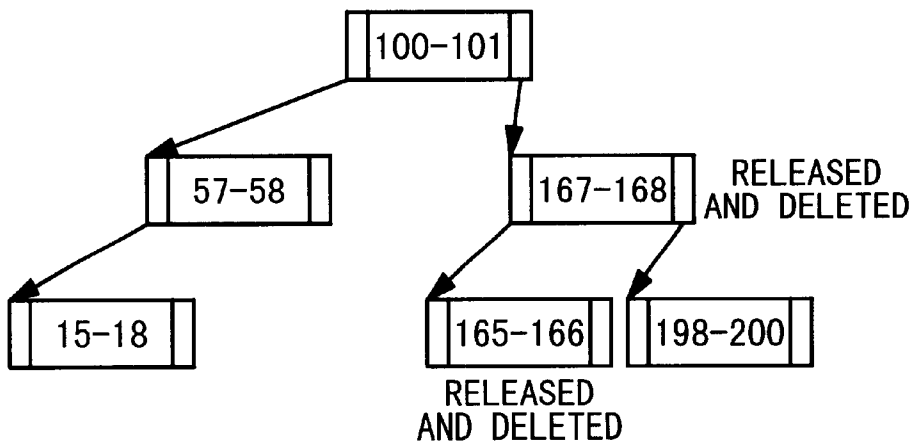 100-101
57-58
167-168
RELEASED
AND DELETED
15-18
165-166
198-200
RELEASED
AND DELETED